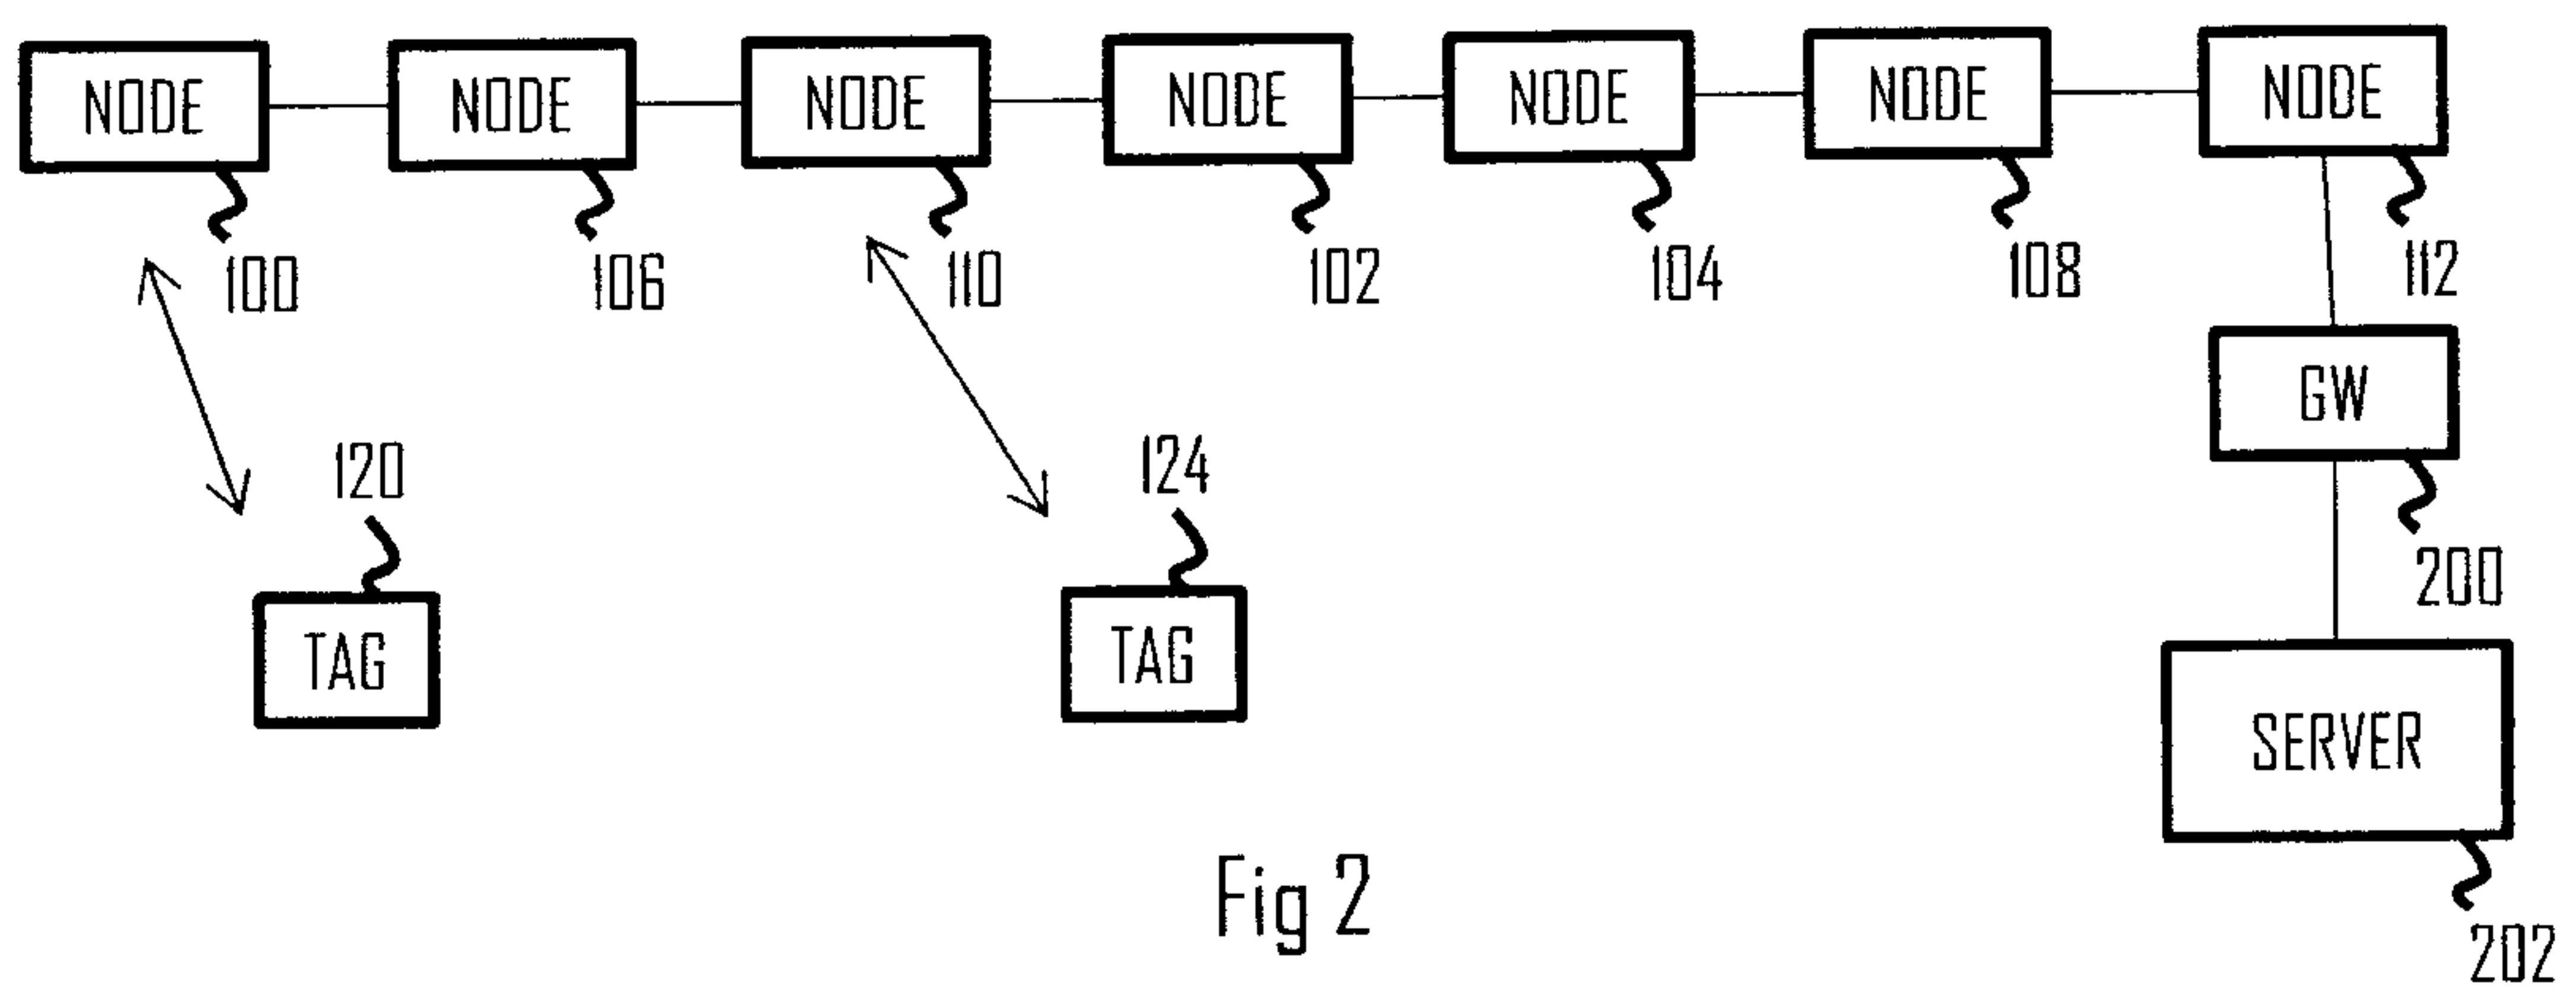 NODE NODE NODE NODE NODE NODE NODE
100 106 110 102 104 108 112
GW
120 124
200
TAG TAG
SERVER
Fig 2
202